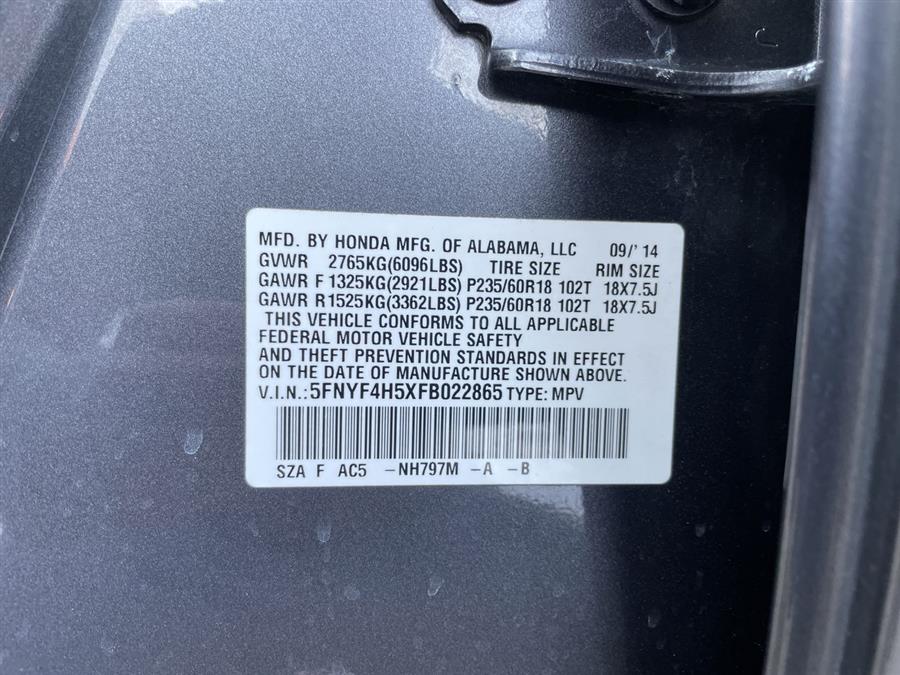 MFD. BY HONDA MFG. OF ALABAMA, LLC 09/' 14
GVWR 2765KG(6096LBS) TIRE SIZE RIM SIZE
GAWR F 1325KG(2921LBS) P235/60R18 102T 18X7.5J
GAWR R 1525KG(3362LBS) P235/60R18 102T 18X7.5J
THIS VEHICLE CONFORMS TO ALL APPLICABLE
FEDERAL MOTOR VEHICLE SAFETY
AND THEFT PREVENTION STANDARDS IN EFFECT
ON THE DATE OF MANUFACTURE SHOWN ABOVE.
V.I.N.:5FNYF4H5XFB022865 TYPE: MPV
SZA F AC5 -NH797M -A -B